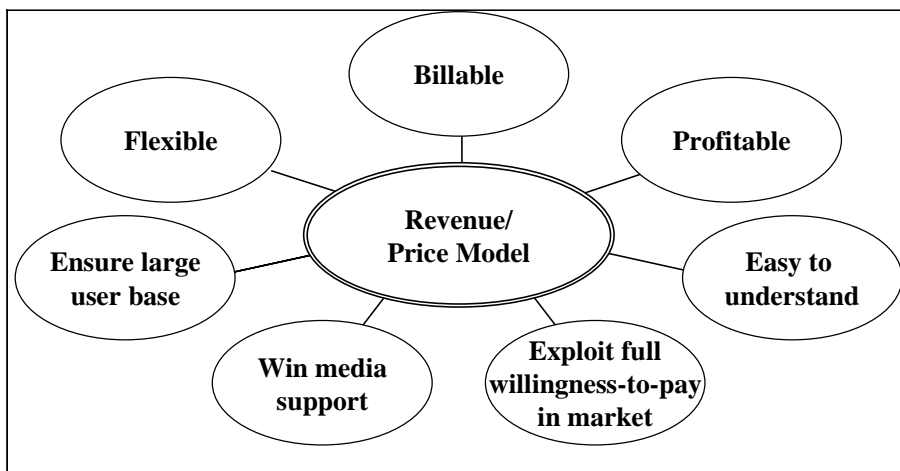 Billable
Flexible
Profitable
Revenue/
Price Model
Ensure large
user base
Easy to
understand
Win media
support
Exploit full
willingness-to-pay
in market